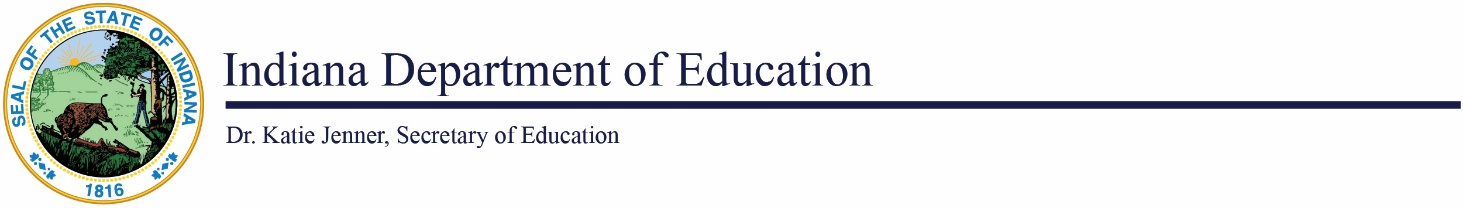 SEAL OF THE STATE OF INDIANA
1816
Indiana Department of Education
Dr. Katie Jenner, Secretary of Education